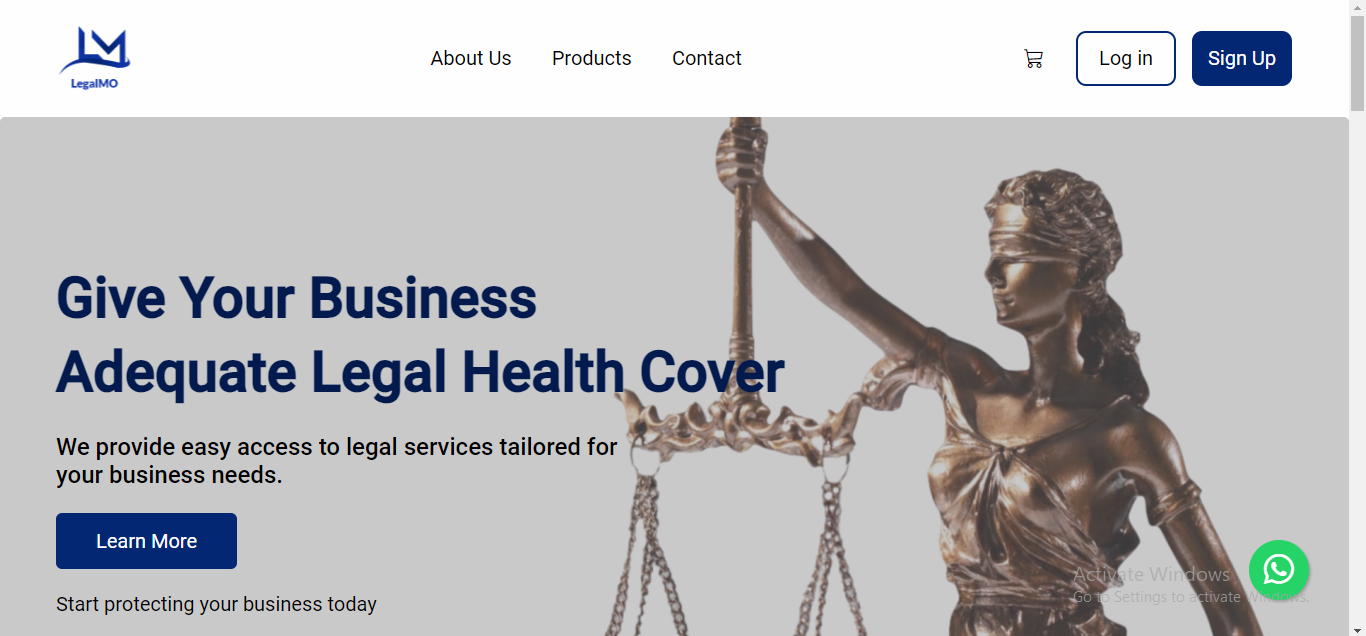 LM
LegalMO
About Us
Products
Contact
Log in
Sign Up
Give Your Business
Adequate Legal Health Cover
We provide easy access to legal services tailored for
your business needs.
Learn More
Start protecting your business today
Activate Windows
Go to Settings to activate Windows.